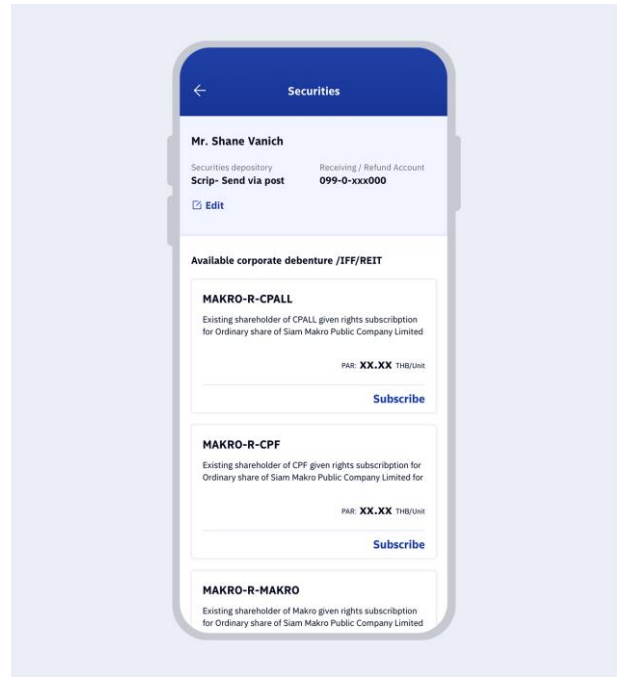 Securities
Mr. Shane Vanich
Securities depository
Receiving / Refund Account
Scrip- Send via post
099-0-xxx000
Edit
Available corporate debenture /IFF/REIT
MAKRO-R-CPALL
Existing shareholder of CPALL given rights subscribption
for Ordinary share of Siam Makro Public Company Limited
PAR: XX.XX THB/Unit
Subscribe
MAKRO-R-CPF
Existing shareholder of CPF given rights subscribption for
Ordinary share of Siam Makro Public Company Limited for
PAR: XX.XX THB/Unit
Subscribe
MAKRO-R-MAKRO
Existing shareholder of Makro given rights subscribption
for Ordinary share of Siam Makro Public Company Limited